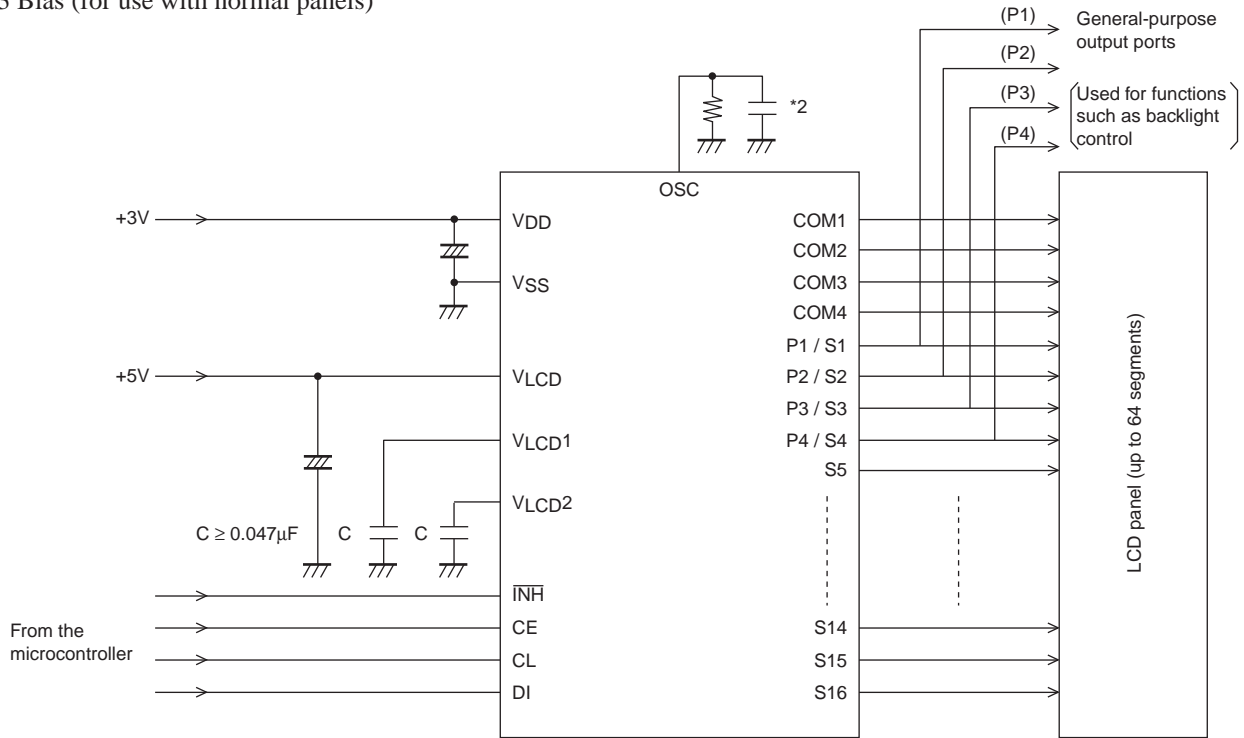 Bias (for use with normal panels)
(P1)
General-purpose
output ports
(P2)
(P3)
Used for functions
such as backlight
control
(P4)
*2
OSC
+3V
VDD
VSS
+5V
VLCD
VLCD1
VLCD2
C ≥ 0.047μF
C
C
From the
microcontroller
INH
CE
CL
DI
COM1
COM2
COM3
COM4
P1 / S1
P2 / S2
P3 / S3
P4 / S4
S5
S14
S15
S16
LCD panel (up to 64 segments)